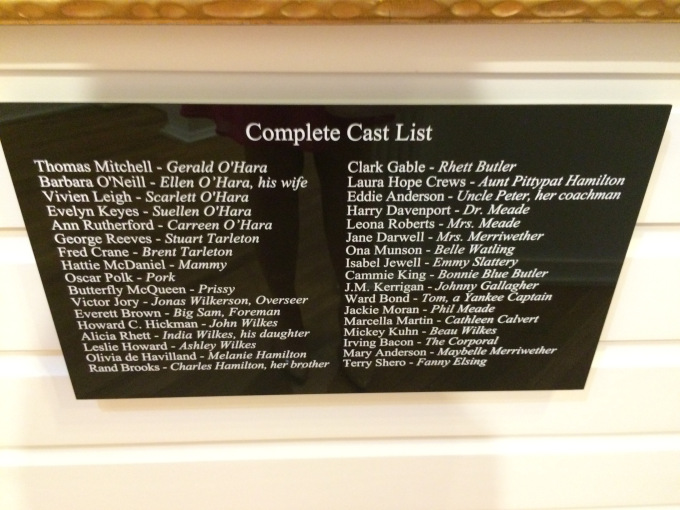 Complete Cast List
Thomas Mitchell - Gerald O'Hara
Barbara O'Neill - Ellen O'Hara, his wife
Vivien Leigh - Scarlett O'Hara
Evelyn Keyes - Suellen O'Hara
Ann Rutherford - Carreen O'Hara
George Reeves - Stuart Tarleton
Fred Crane - Brent Tarleton
Hattie McDaniel - Mammy
Oscar Polk - Pork
Butterfly McQueen - Prissy
Victor Jory - Jonas Wilkerson, Overseer
Everett Brown - Big Sam, Foreman
Howard C. Hickman - John Wilkes
Alicia Rhett - India Wilkes, his daughter
Leslie Howard - Ashley Wilkes
Olivia de Havilland - Melanie Hamilton
Rand Brooks - Charles Hamilton, her brother
Clark Gable - Rhett Butler
Laura Hope Crews - Aunt Pittypat Hamilton
Eddie Anderson - Uncle Peter, her coachman
Harry Davenport - Dr. Meade
Leona Roberts - Mrs. Meade
Jane Darwell - Mrs. Merriwether
Ona Munson - Belle Watling
Isabel Jewell - Emmy Slattery
Cammie King - Bonnie Blue Butler
J.M. Kerrigan - Johnny Gallagher
Ward Bond - Tom, a Yankee Captain
Jackie Moran - Phil Meade
Marcella Martin - Cathleen Calvert
Mickey Kuhn - Beau Wilkes
Irving Bacon - The Corporal
Mary Anderson - Maybelle Merriwether
Terry Shero - Fanny Elsing